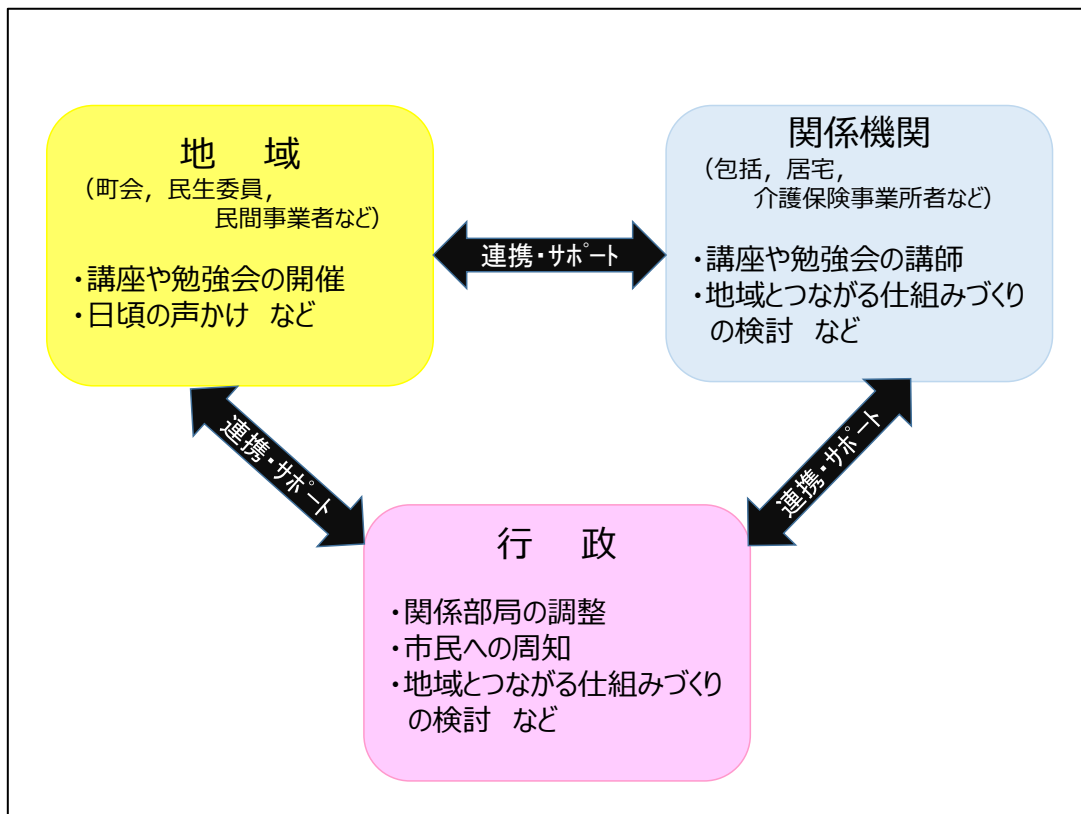 地　域
（町会，民生委員，
民間事業者など）
・講座や勉強会の開催
・日頃の声かけ　など
連携・サポート
関係機関
（包括，居宅，
介護保険事業所者など）
・講座や勉強会の講師
・地域とつながる仕組みづくり
の検討　など
連携・サポート
連携・サポート
行　政
・関係部局の調整
・市民への周知
・地域とつながる仕組みづくり
の検討　など